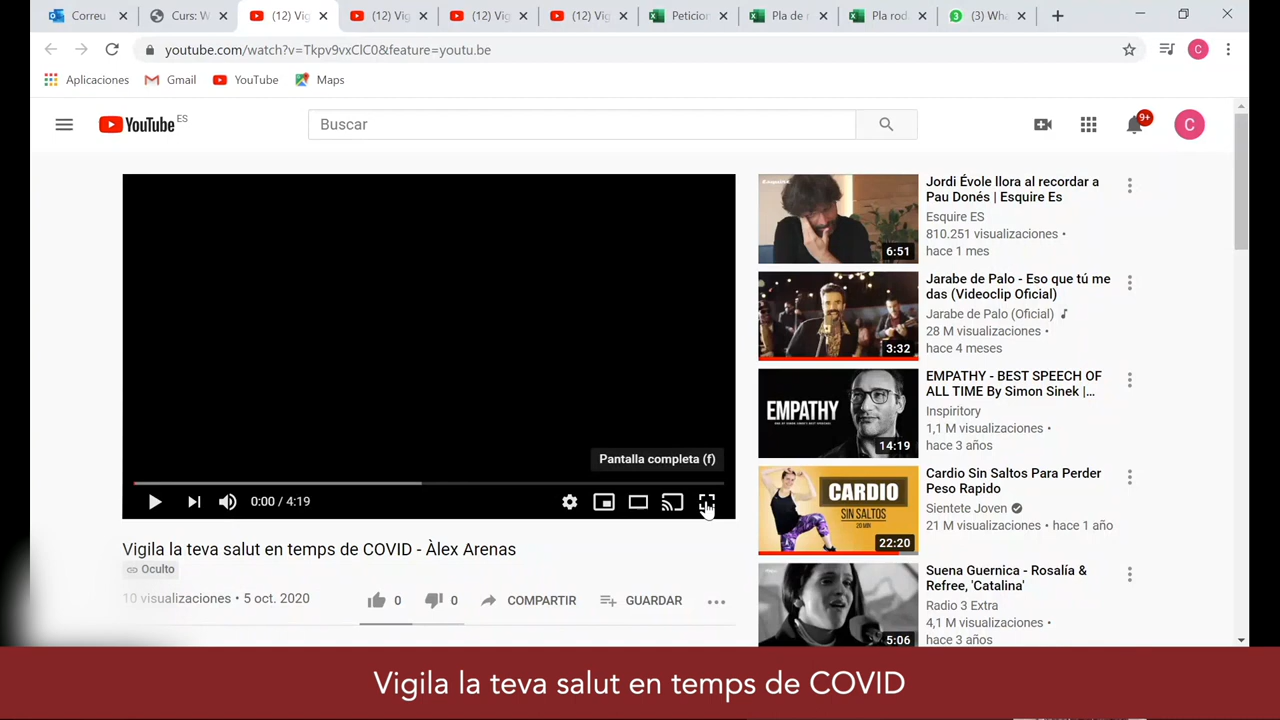 Correu
Curs: W
(12) Vig
(12) Vig
(12) Vig
(12) Vig
Peticion
Pla de r
Pla rod
(3) Wha
youtube.com/watch?v=Tkpv9vxClC0&feature=youtu.be
C
Aplicaciones
Gmail
YouTube
Maps
YouTube ES
Buscar
9+
C
Pantalla completa (f)
0:00 / 4:19
Vigila la teva salut en temps de COVID - Àlex Arenas
Oculto
10 visualizaciones • 5 oct. 2020
0
0
COMPARTIR
GUARDAR
6:51
Jordi Évole llora al recordar a
Pau Donés | Esquire Es
Esquire ES
810.251 visualizaciones •
hace 1 mes
3:32
Jarabe de Palo - Eso que tú me
das (Videoclip Oficial)
Jarabe de Palo (Oficial)
28 M visualizaciones •
hace 4 meses
EMPATHY
14:19
EMPATHY - BEST SPEECH OF
ALL TIME By Simon Sinek |...
Inspiritory
1,1 M visualizaciones •
hace 3 años
CARDIO
SIN SALTOS
20 MIN
22:20
Cardio Sin Saltos Para Perder
Peso Rapido
Sientete Joven
21 M visualizaciones • hace 1 año
5:06
Suena Guernica - Rosalía &
Refree, 'Catalina'
Radio 3 Extra
4,1 M visualizaciones •
hace 3 años
Vigila la teva salut en temps de COVID